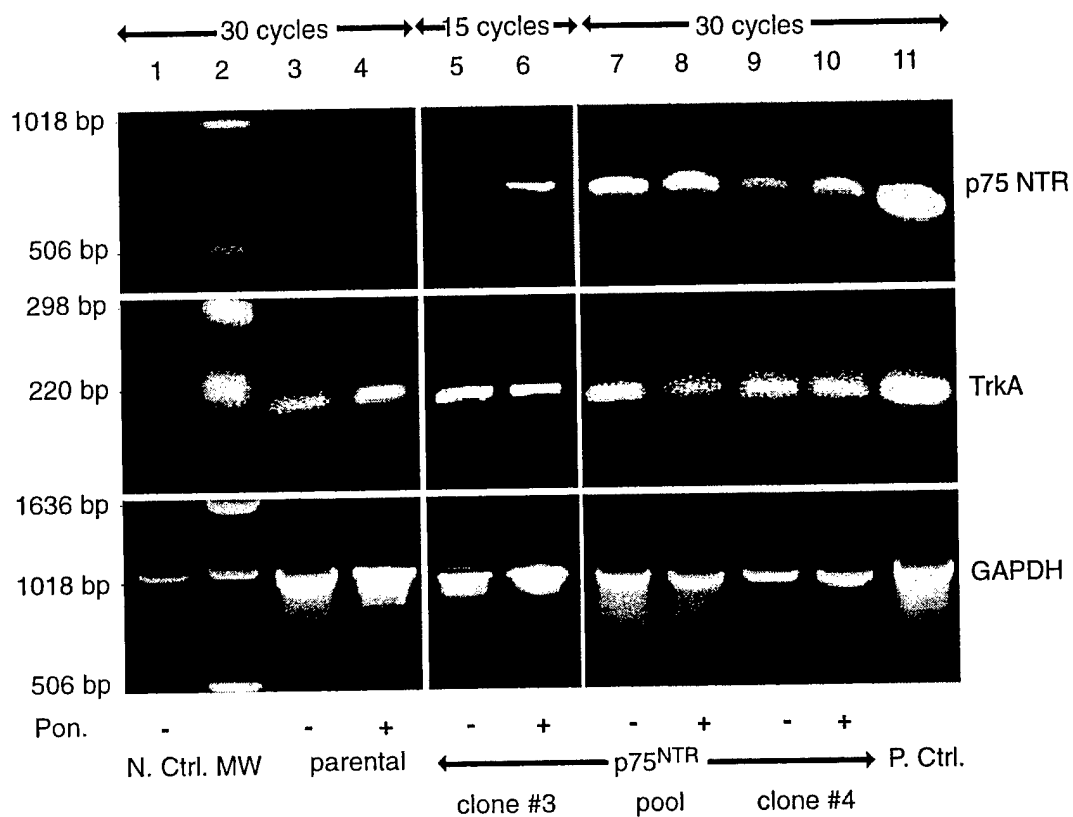 30 cycles 15 cycles 30 cycles
1 2 3 4 5 6 7 8 9 10 11
1018 bp
p75 NTR
506 bp
298 bp
220 bp
TrkA
1636 bp
1018 bp
GAPDH
506 bp
Pon. - - + - + - + - +
N. Ctrl. MW parental p75NTR P. Ctrl.
clone #3 pool clone #4